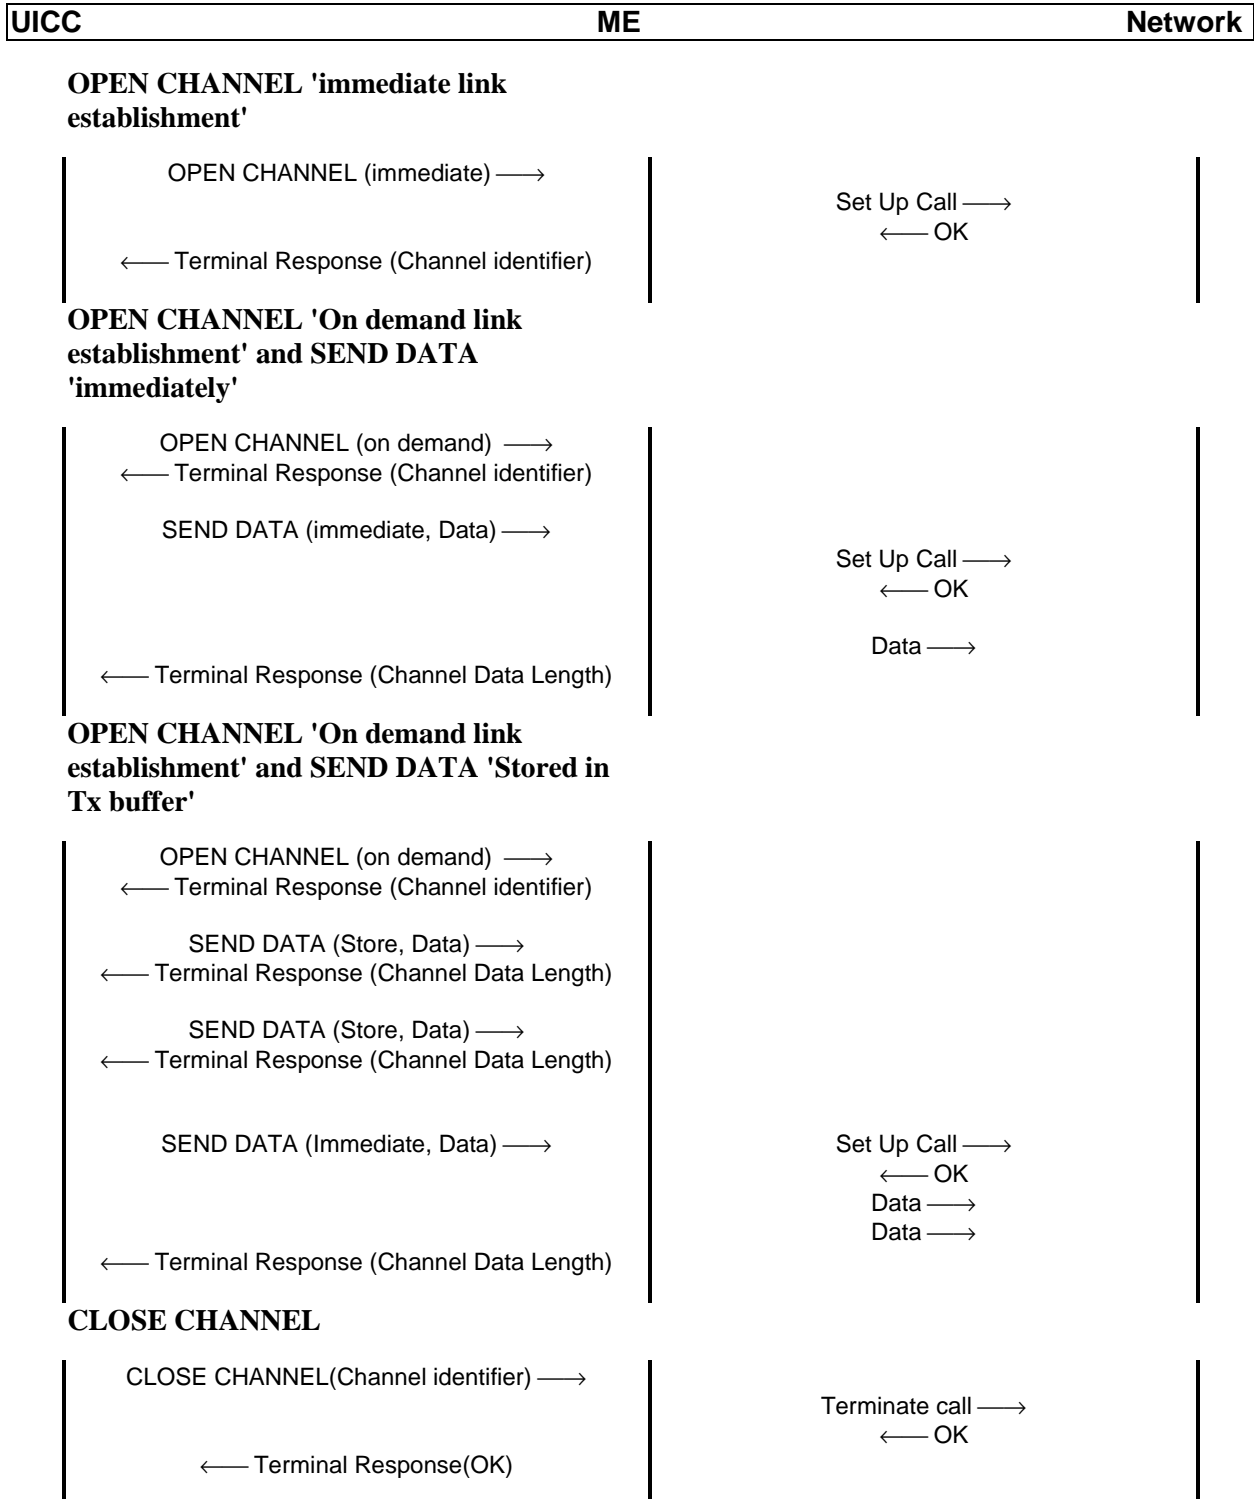 UICC ME Network
OPEN CHANNEL 'immediate link
establishment'
OPEN CHANNEL (immediate) ⟶
Set Up Call ⟶
⟵ OK
⟵ Terminal Response (Channel identifier)
OPEN CHANNEL 'On demand link
establishment' and SEND DATA
'immediately'
OPEN CHANNEL (on demand) ⟶
⟵ Terminal Response (Channel identifier)
SEND DATA (immediate, Data) ⟶
Set Up Call ⟶
⟵ OK
Data ⟶
⟵ Terminal Response (Channel Data Length)
OPEN CHANNEL 'On demand link
establishment' and SEND DATA 'Stored in
Tx buffer'
OPEN CHANNEL (on demand) ⟶
⟵ Terminal Response (Channel identifier)
SEND DATA (Store, Data) ⟶
⟵ Terminal Response (Channel Data Length)
SEND DATA (Store, Data) ⟶
⟵ Terminal Response (Channel Data Length)
SEND DATA (Immediate, Data) ⟶ Set Up Call ⟶
⟵ OK
Data ⟶
Data ⟶
⟵ Terminal Response (Channel Data Length)
CLOSE CHANNEL
CLOSE CHANNEL(Channel identifier) ⟶
Terminate call ⟶
⟵ OK
⟵ Terminal Response(OK)